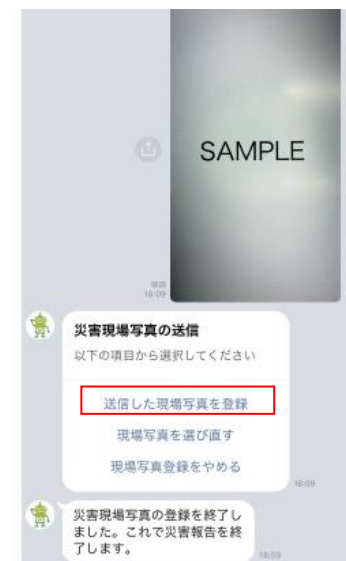 SAMPLE
既読
18:09
災害現場写真の送信
以下の項目から選択してください
送信した現場写真を登録
現場写真を選び直す
現場写真登録をやめる
18:09
災害現場写真の登録を終了し
ました。これで災害報告を終
了します。
18:09